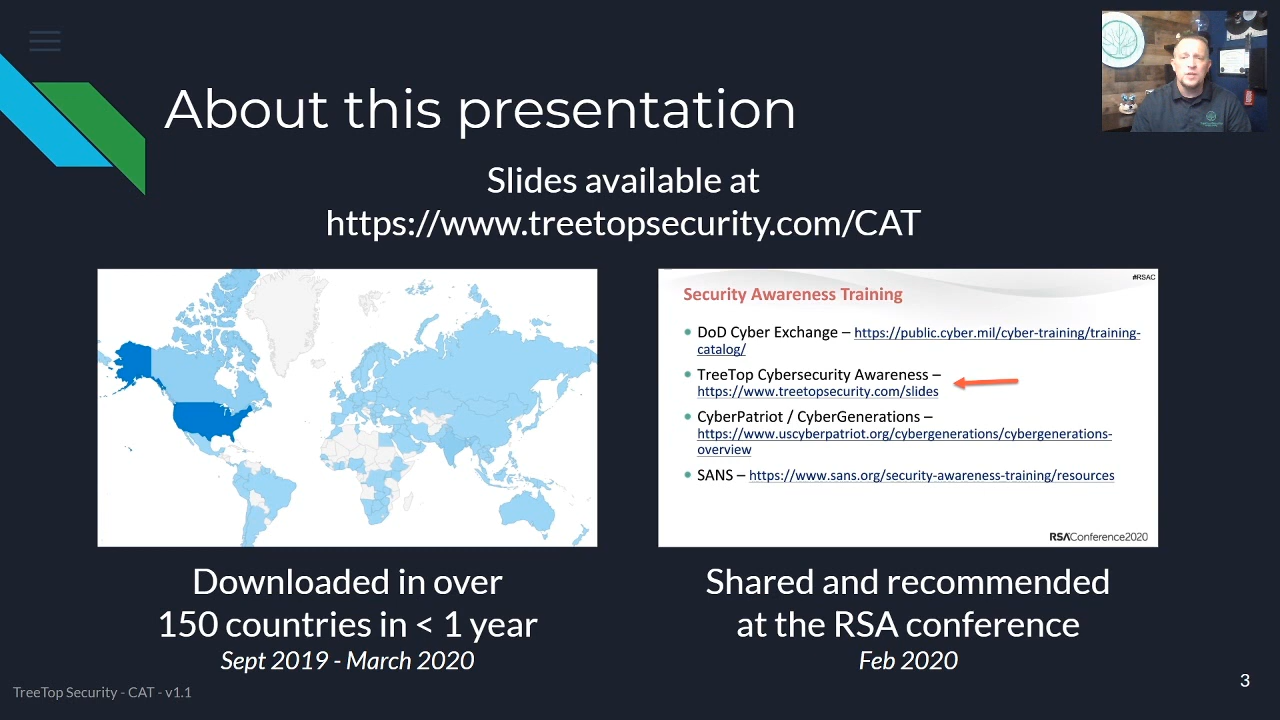 About this presentation
Slides available at
https://www.treetopsecurity.com/CAT
#RSAC
Security Awareness Training
DoD Cyber Exchange – https://public.cyber.mil/cyber-training/training-
catalog/
TreeTop Cybersecurity Awareness –
https://www.treetopsecurity.com/slides
CyberPatriot / CyberGenerations –
https://www.uscyberpatriot.org/cybergenerations/cybergenerations-
overview
SANS – https://www.sans.org/security-awareness-training/resources
RSAConference2020
Downloaded in over
150 countries in < 1 year
Sept 2019 - March 2020
Shared and recommended
at the RSA conference
Feb 2020
TreeTop Security - CAT - v1.1
3